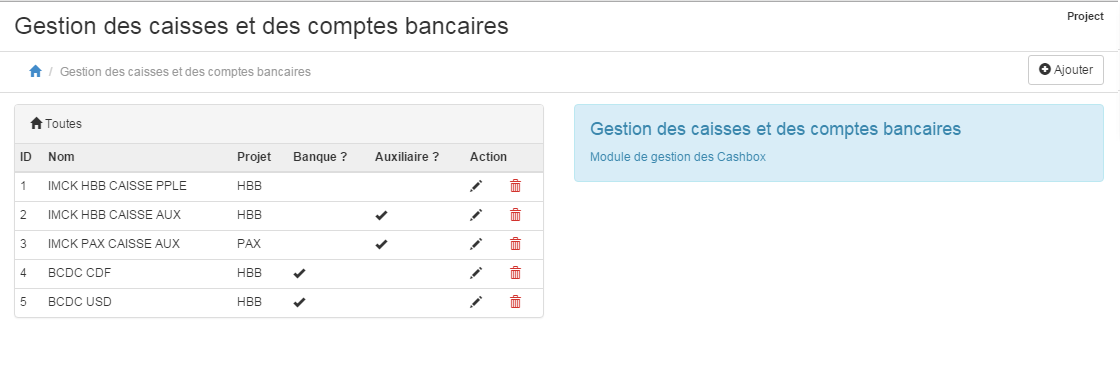 Gestion des caisses et des comptes bancaires
Project
/ Gestion des caisses et des comptes bancaires
Ajouter
Toutes
ID Nom Projet Banque ? Auxiliaire ? Action
1 IMCK HBB CAISSE PPLE HBB
2 IMCK HBB CAISSE AUX HBB ✔
3 IMCK PAX CAISSE AUX PAX ✔
4 BCDC CDF HBB ✔
5 BCDC USD HBB ✔
Gestion des caisses et des comptes bancaires
Module de gestion des Cashbox